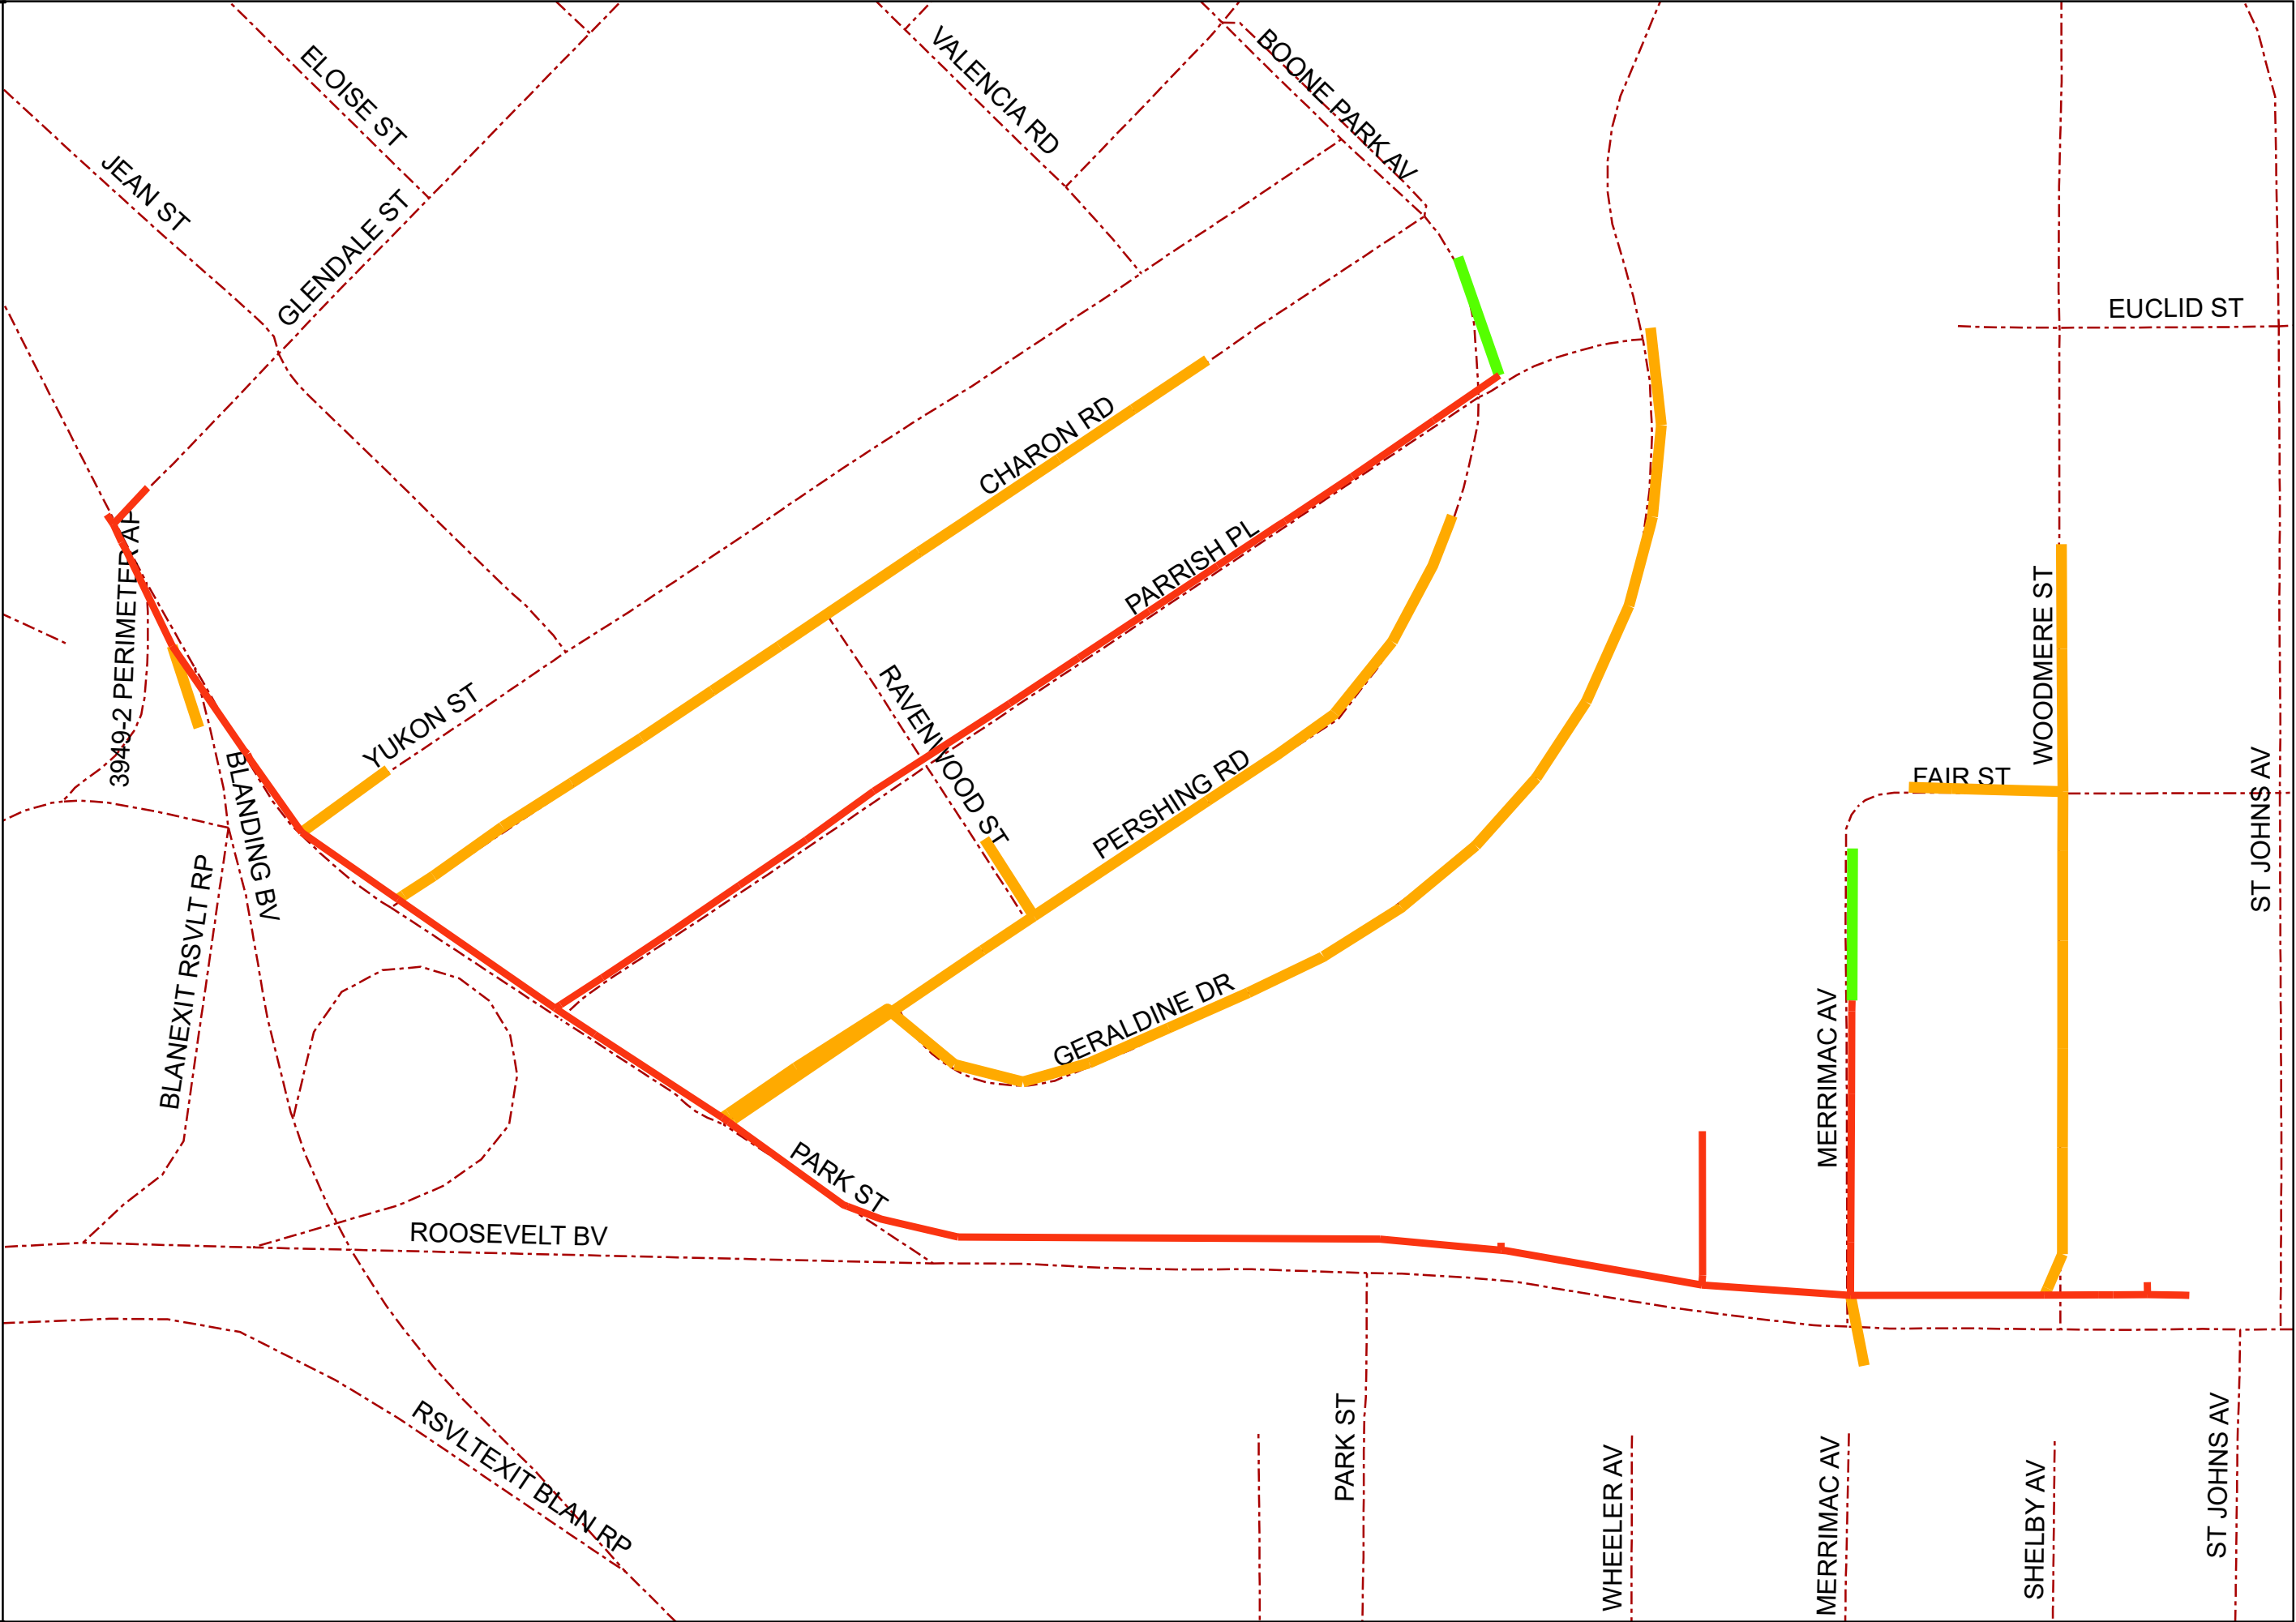 BOONE PARK AV
VALENCIA RD
ELOISE ST
JEAN ST
GLENDALE ST
EUCLID ST
CHARON RD
PARRISH PL
3949-2 PERIMETER AP
WOODMERE ST
YUKON ST
RAVENWOOD ST
PERSHING RD
FAIR ST
ST JOHNS AV
BLANDING BV
BLANEXIT RSVLT RP
GERALDINE DR
MERRIMAC AV
PARK ST
ROOSEVELT BV
RSVLTEXIT BLAN RP
PARK ST
WHEELER AV
MERRIMAC AV
SHELBY AV
ST JOHNS AV